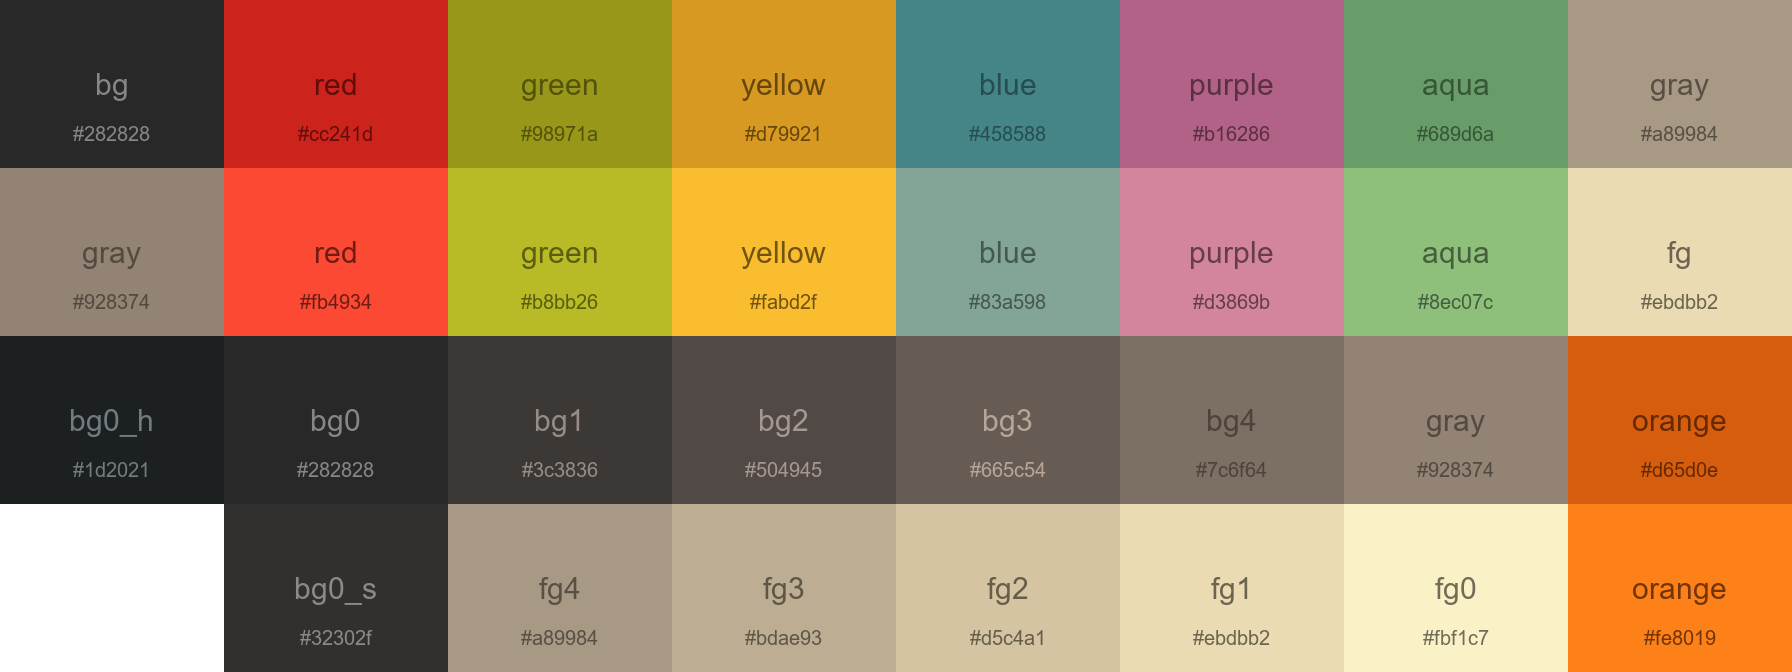 bg red green yellow blue purple aqua gray
#282828 #cc241d #98971a #d79921 #458588 #b16286 #689d6a #a89984
gray red green yellow blue purple aqua fg
#928374 #fb4934 #b8bb26 #fabd2f #83a598 #d3869b #8ec07c #ebdbb2
bg0_h bg0 bg1 bg2 bg3 bg4 gray orange
#1d2021 #282828 #3c3836 #504945 #665c54 #7c6f64 #928374 #d65d0e
bg0_s fg4 fg3 fg2 fg1 fg0 orange
#32302f #a89984 #bdae93 #d5c4a1 #ebdbb2 #fbf1c7 #fe8019